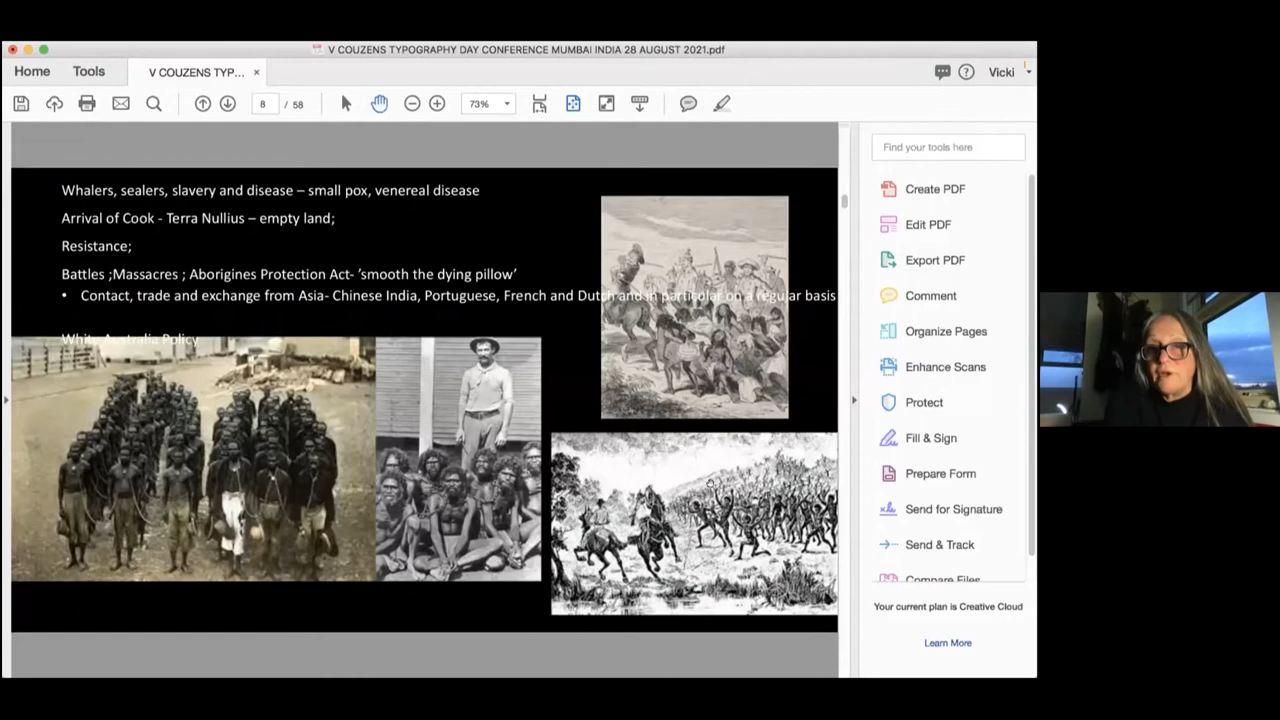 V COUZENS TYPOGRAPHY DAY CONFERENCE MUMBAI INDIA 28 AUGUST 2021.pdf
Home Tools V COUZENS TYP... × Vicki
8 / 58 73%
Whalers, sealers, slavery and disease – small pox, venereal disease
Arrival of Cook - Terra Nullius – empty land;
Resistance;
Battles ;Massacres ; Aborigines Protection Act- ‘smooth the dying pillow’
• Contact, trade and exchange from Asia- Chinese India, Portuguese, French and Dutch and in particular on a regular basis
White Australia Policy
Find your tools here
Create PDF
Edit PDF
Export PDF
Comment
Organize Pages
Enhance Scans
Protect
Fill & Sign
Prepare Form
Send for Signature
Send & Track
Compare Files
Your current plan is Creative Cloud
Learn More